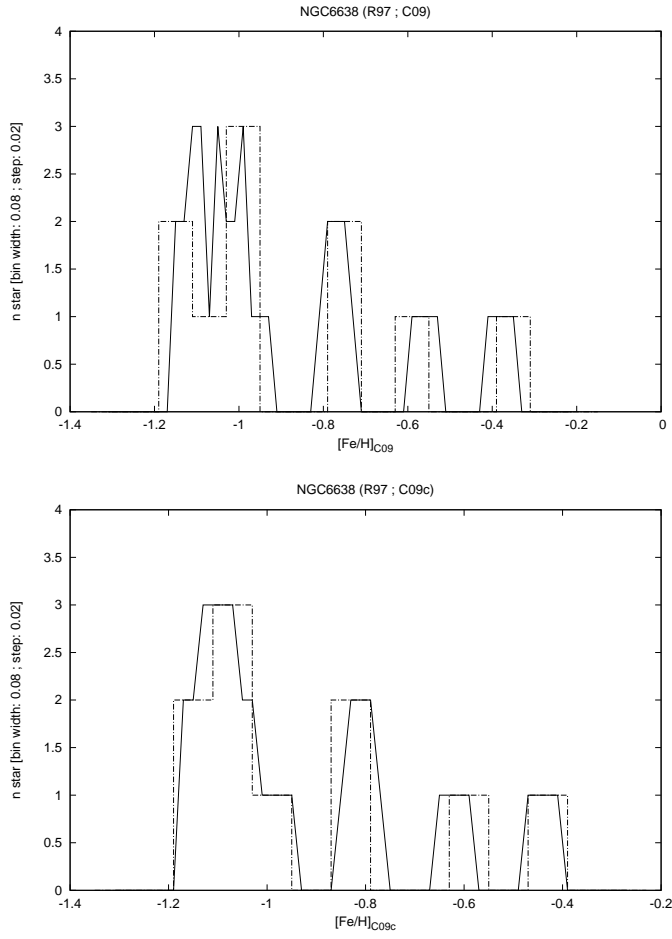 NGC6638 (R97 ; C09)
4
3.5
3
2.5
2
1.5
1
0.5
0
n star [bin width: 0.08 ; step: 0.02]
-1.4 -1.2 -1 -0.8 -0.6 -0.4 -0.2 0
[Fe/H]C09
NGC6638 (R97 ; C09c)
4
3.5
3
2.5
2
1.5
1
0.5
0
n star [bin width: 0.08 ; step: 0.02]
-1.4 -1.2 -1 -0.8 -0.6 -0.4 -0.2
[Fe/H]C09c